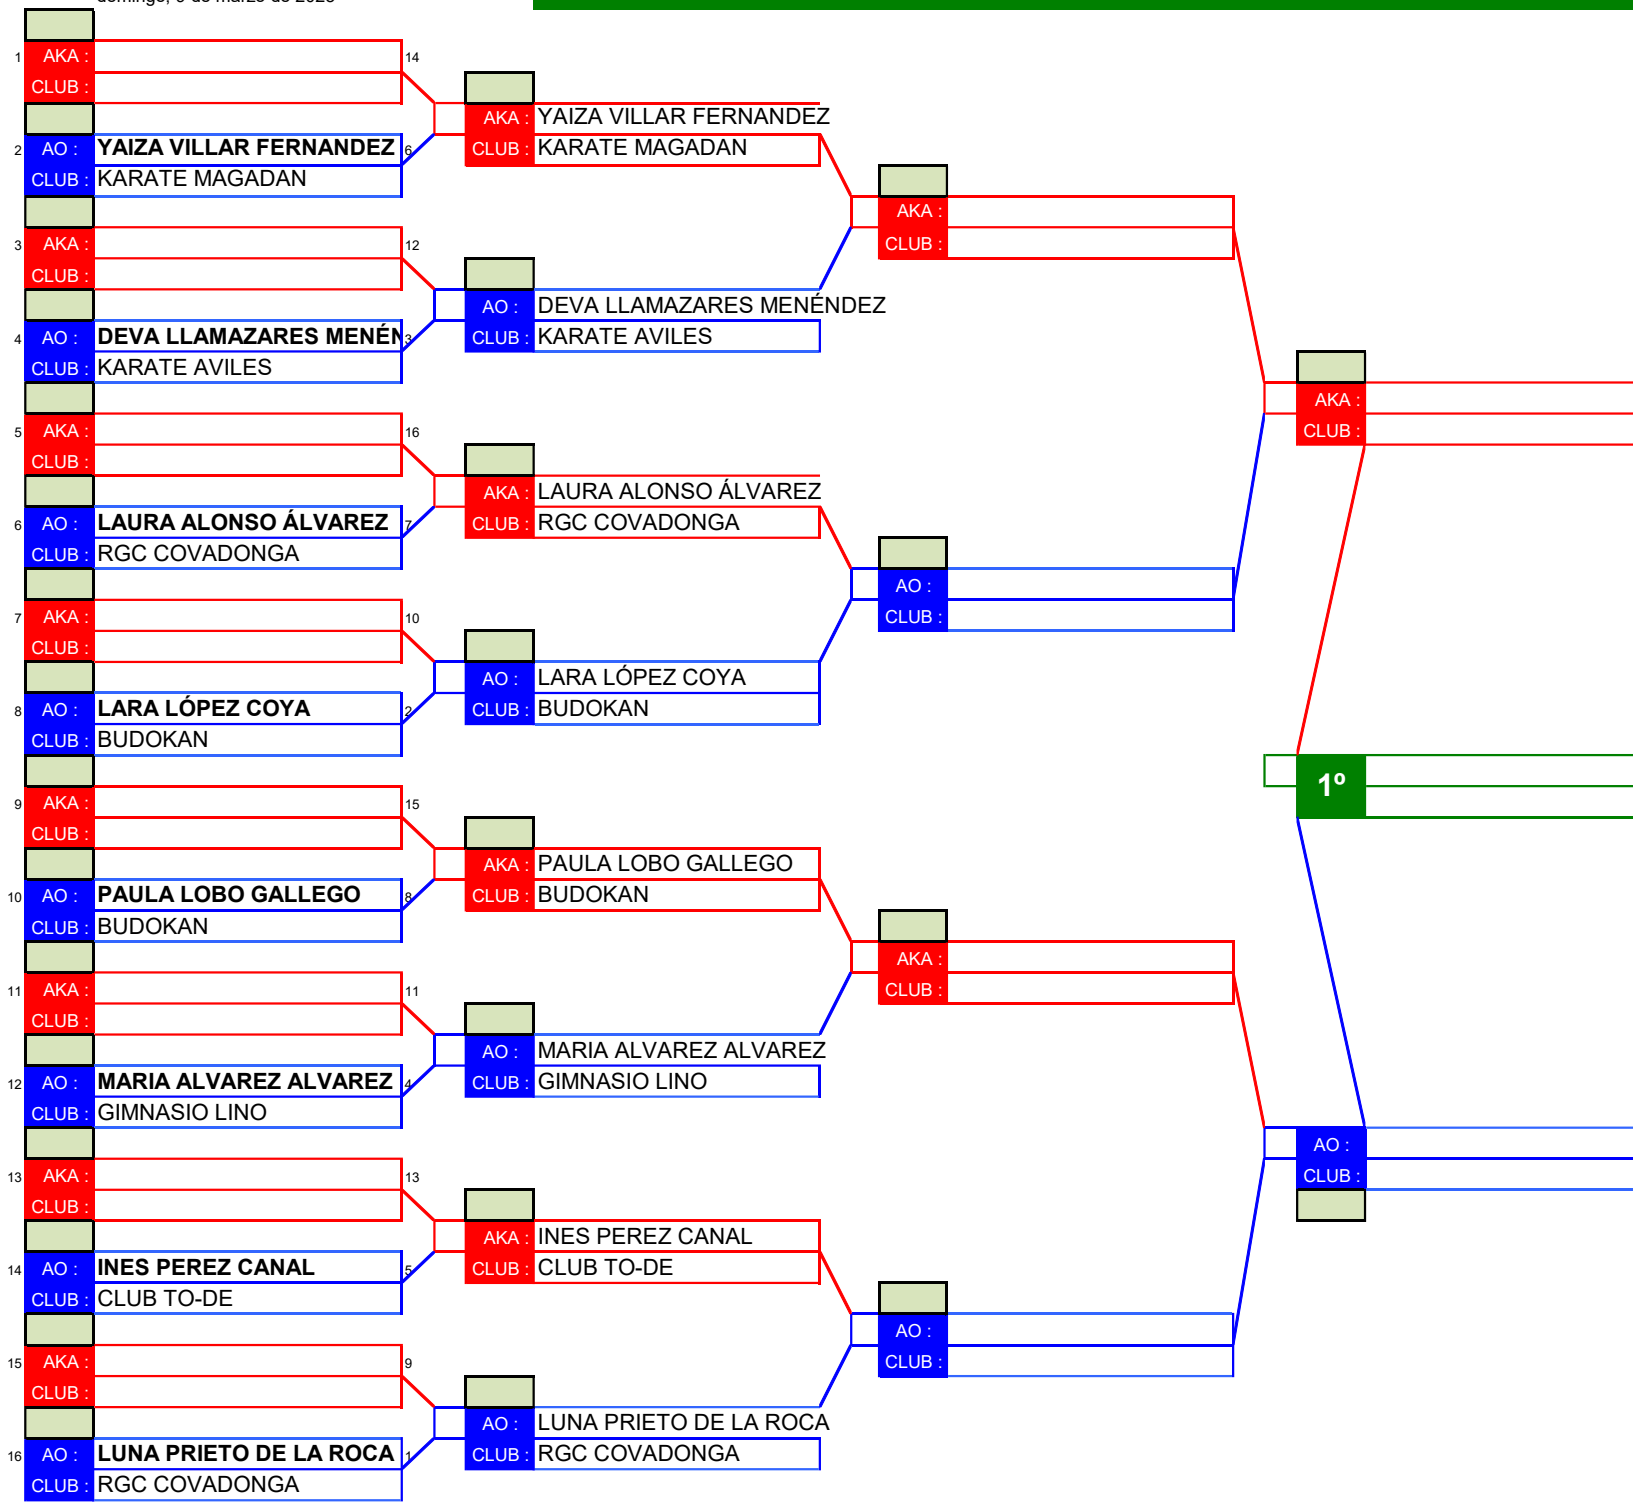 1 AKA : 14
CLUB :
2 AO : YAIZA VILLAR FERNANDEZ 6
CLUB : KARATE MAGADAN
3 AKA : 12
CLUB :
4 AO : DEVA LLAMAZARES MENÉN 3
CLUB : KARATE AVILES
5 AKA : 16
CLUB :
6 AO : LAURA ALONSO ÁLVAREZ 7
CLUB : RGC COVADONGA
7 AKA : 10
CLUB :
8 AO : LARA LÓPEZ COYA 2
CLUB : BUDOKAN
9 AKA : 15
CLUB :
10 AO : PAULA LOBO GALLEGO 8
CLUB : BUDOKAN
11 AKA : 11
CLUB :
12 AO : MARIA ALVAREZ ALVAREZ 4
CLUB : GIMNASIO LINO
13 AKA : 13
CLUB :
14 AO : INES PEREZ CANAL 5
CLUB : CLUB TO-DE
15 AKA : 9
CLUB :
16 AO : LUNA PRIETO DE LA ROCA 1
CLUB : RGC COVADONGA
AKA : YAIZA VILLAR FERNANDEZ
CLUB : KARATE MAGADAN
AO : DEVA LLAMAZARES MENÉNDEZ
CLUB : KARATE AVILES
AKA : LAURA ALONSO ÁLVAREZ
CLUB : RGC COVADONGA
AO : LARA LÓPEZ COYA
CLUB : BUDOKAN
AKA : PAULA LOBO GALLEGO
CLUB : BUDOKAN
AO : MARIA ALVAREZ ALVAREZ
CLUB : GIMNASIO LINO
AKA : INES PEREZ CANAL
CLUB : CLUB TO-DE
AO : LUNA PRIETO DE LA ROCA
CLUB : RGC COVADONGA
AKA :
CLUB :
AO :
CLUB :
AKA :
CLUB :
AO :
CLUB :
AKA :
CLUB :
1º
AO :
CLUB :